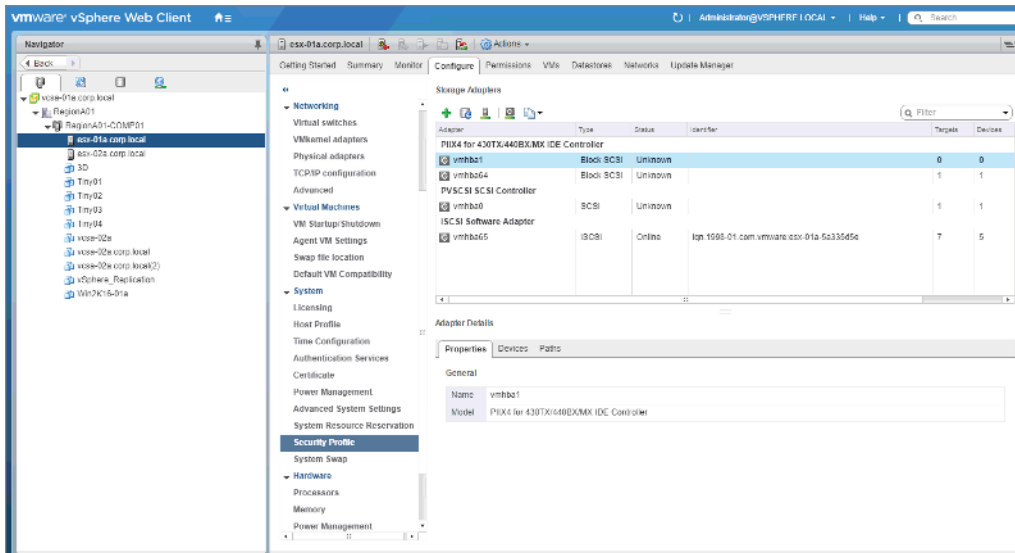 vmware® vSphere Web Client
Administrator@VSPHERE.LOCAL
Help
Search
Navigator
Back
vcsa-01a.corp.local
RegionA01
RegionA01-COMP01
esx-01a.corp.local
esx-02a.corp.local
3D
Tiny01
Tiny02
Tiny03
Tiny04
vcsa-02a
vcsa-02a.corp.local
vcsa-02a.corp.local(2)
vSphere_Replication
Win2K16-01a
esx-01a.corp.local
Actions
Getting Started Summary Monitor Configure Permissions VMs Datastores Networks Update Manager
Networking
Virtual switches
VMkernel adapters
Physical adapters
TCP/IP configuration
Advanced
Virtual Machines
VM Startup/Shutdown
Agent VM Settings
Swap file location
Default VM Compatibility
System
Licensing
Host Profile
Time Configuration
Authentication Services
Certificate
Power Management
Advanced System Settings
System Resource Reservation
Security Profile
System Swap
Hardware
Processors
Memory
Power Management
Storage Adapters
Filter
Adapter Type Status Identifier Targets Devices
PIIX4 for 430TX/440BX/MX IDE Controller
vmhba1 Block SCSI Unknown 0 0
vmhba64 Block SCSI Unknown 1 1
PVSCSI SCSI Controller
vmhba0 SCSI Unknown 1 1
iSCSI Software Adapter
vmhba65 iSCSI Online iqn.1998-01.com.vmware:esx-01a-5a335d5e 7 5
Adapter Details
Properties Devices Paths
General
Name vmhba1
Model PIIX4 for 430TX/440BX/MX IDE Controller